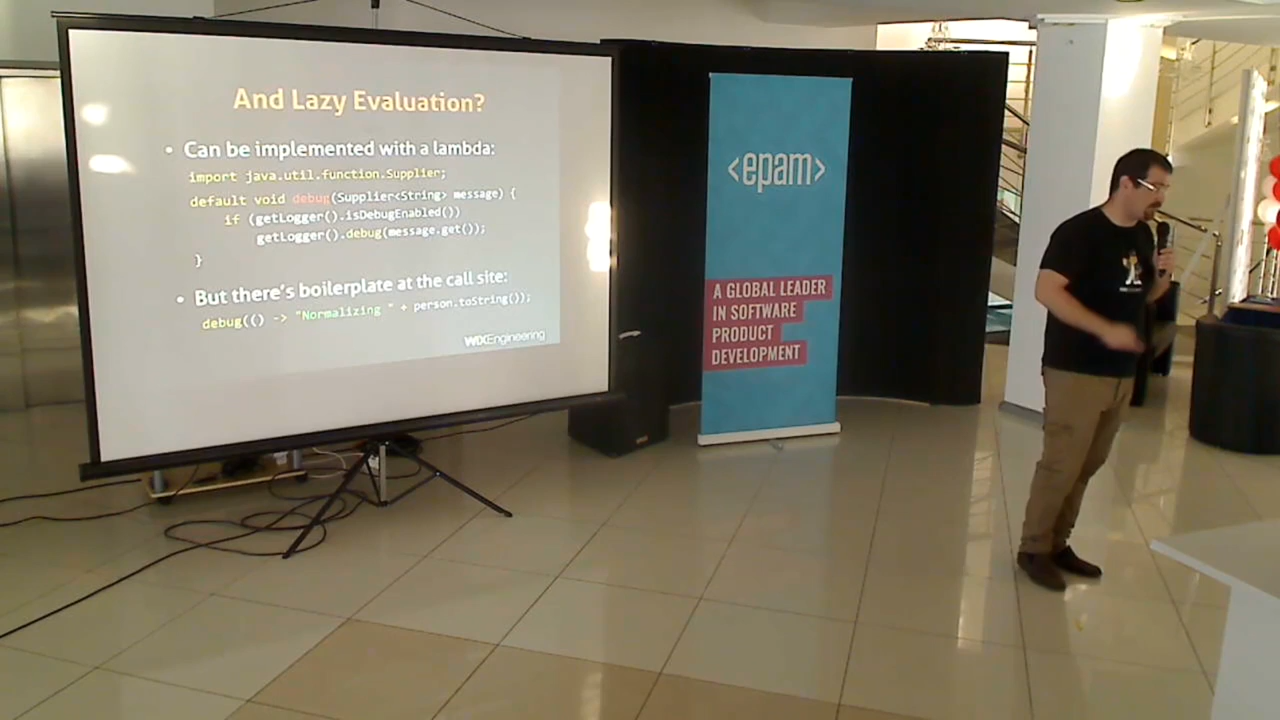 And Lazy Evaluation?
• Can be implemented with a lambda:
import java.util.function.Supplier;
default void debug(Supplier<String> message) {
if (getLogger().isDebugEnabled())
getLogger().debug(message.get());
}
• But there's boilerplate at the call site:
debug(() -> "Normalizing " + person.toString());
WIXEngineering
<epam>
A GLOBAL LEADER
IN SOFTWARE
PRODUCT
DEVELOPMENT